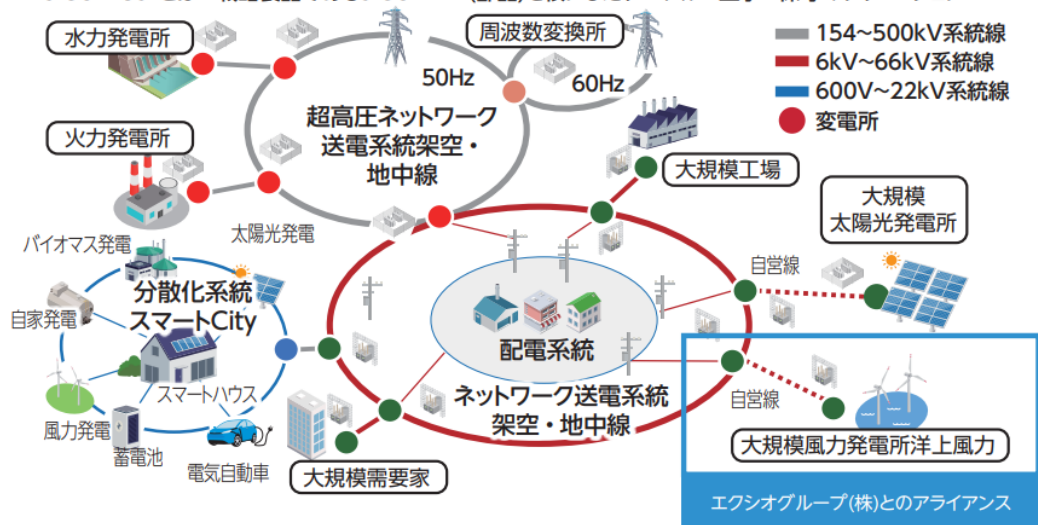 水力発電所
周波数変換所
154~500kV系統線
50Hz
60Hz
6kV~66kV系統線
600V~22kV系統線
超高圧ネットワーク
送電系統架空・
地中線
変電所
火力発電所
大規模工場
大規模
太陽光発電所
バイオマス発電
太陽光発電
自営線
分散化系統
スマートCity
自家発電
配電系統
スマートハウス
ネットワーク送電系統
架空・地中線
自営線
風力発電
蓄電池
電気自動車
大規模需要家
大規模風力発電所洋上風力
エクシオグループ(株)とのアライアンス